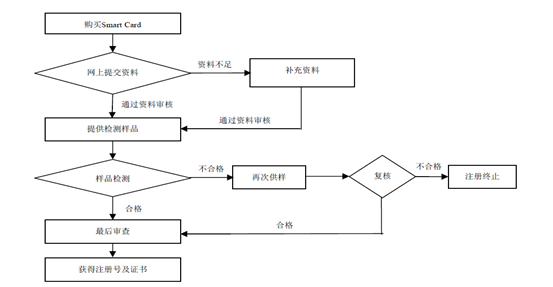 购买Smart Card
网上提交资料
资料不足
补充资料
通过资料审核
通过资料审核
提供检测样品
样品检测
不合格
再次供样
复核
不合格
注册终止
合格
合格
最后审查
获得注册号及证书